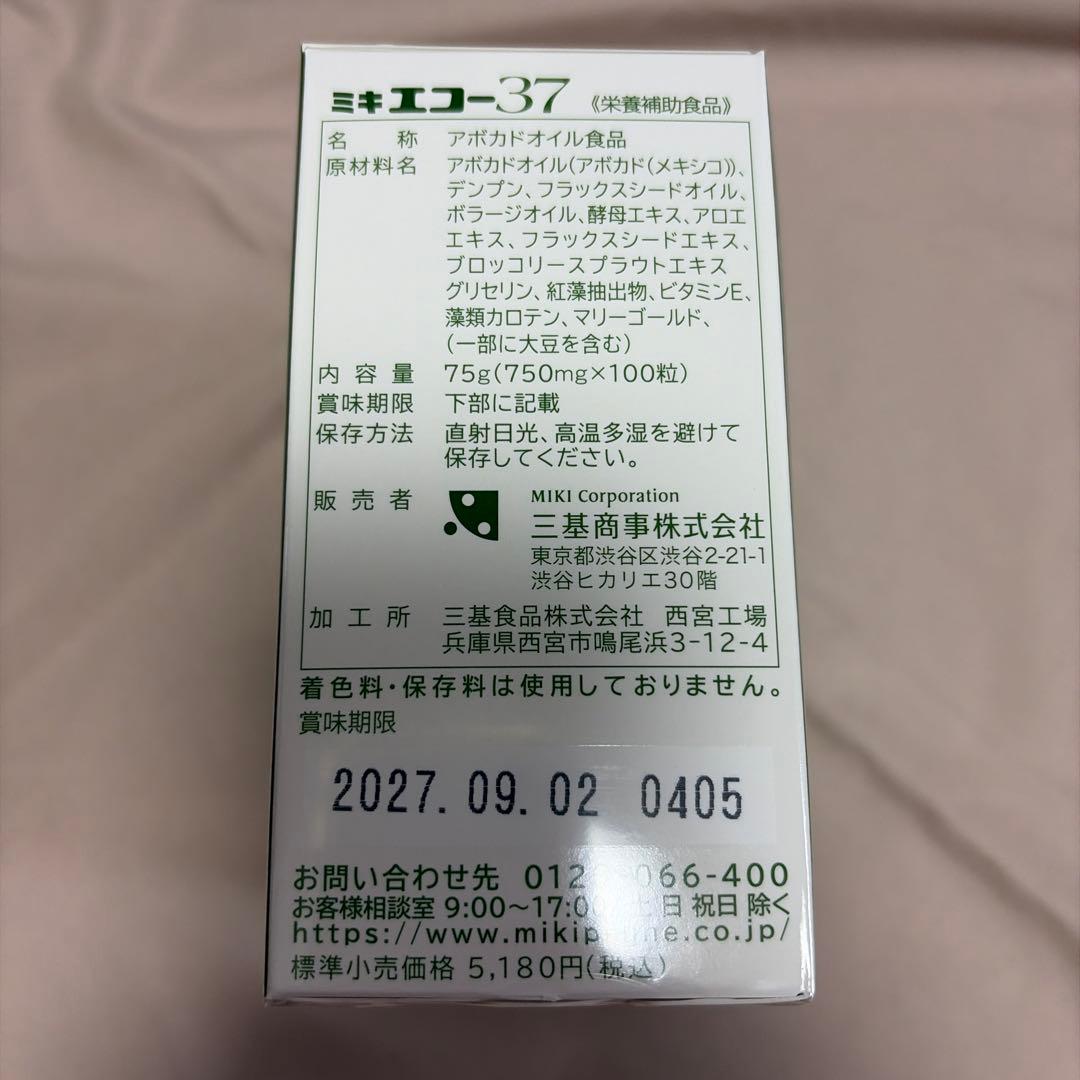 ミキ エコー37 《栄養補助食品》
名称 アボカドオイル食品
原材料名 アボカドオイル(アボカド(メキシコ))、
デンプン、フラックスシードオイル、
ボラージオイル、酵母エキス、アロエ
エキス、フラックスシードエキス、
ブロッコリースプラウトエキス
グリセリン、紅藻抽出物、ビタミンE、
藻類カロテン、マリーゴールド、
(一部に大豆を含む)
内容量 75g(750mg×100粒)
賞味期限 下部に記載
保存方法 直射日光、高温多湿を避けて
保存してください。
販売者 MIKI Corporation
三基商事株式会社
東京都渋谷区渋谷2-21-1
渋谷ヒカリエ30階
加工所 三基食品株式会社 西宮工場
兵庫県西宮市鳴尾浜3-12-4
着色料・保存料は使用しておりません。
賞味期限
2027.09.02 0405
お問い合わせ先 066-400
お客様相談室 9:00〜17:00 土 日 祝日 除く
標準小売価格 5,180円(税込)